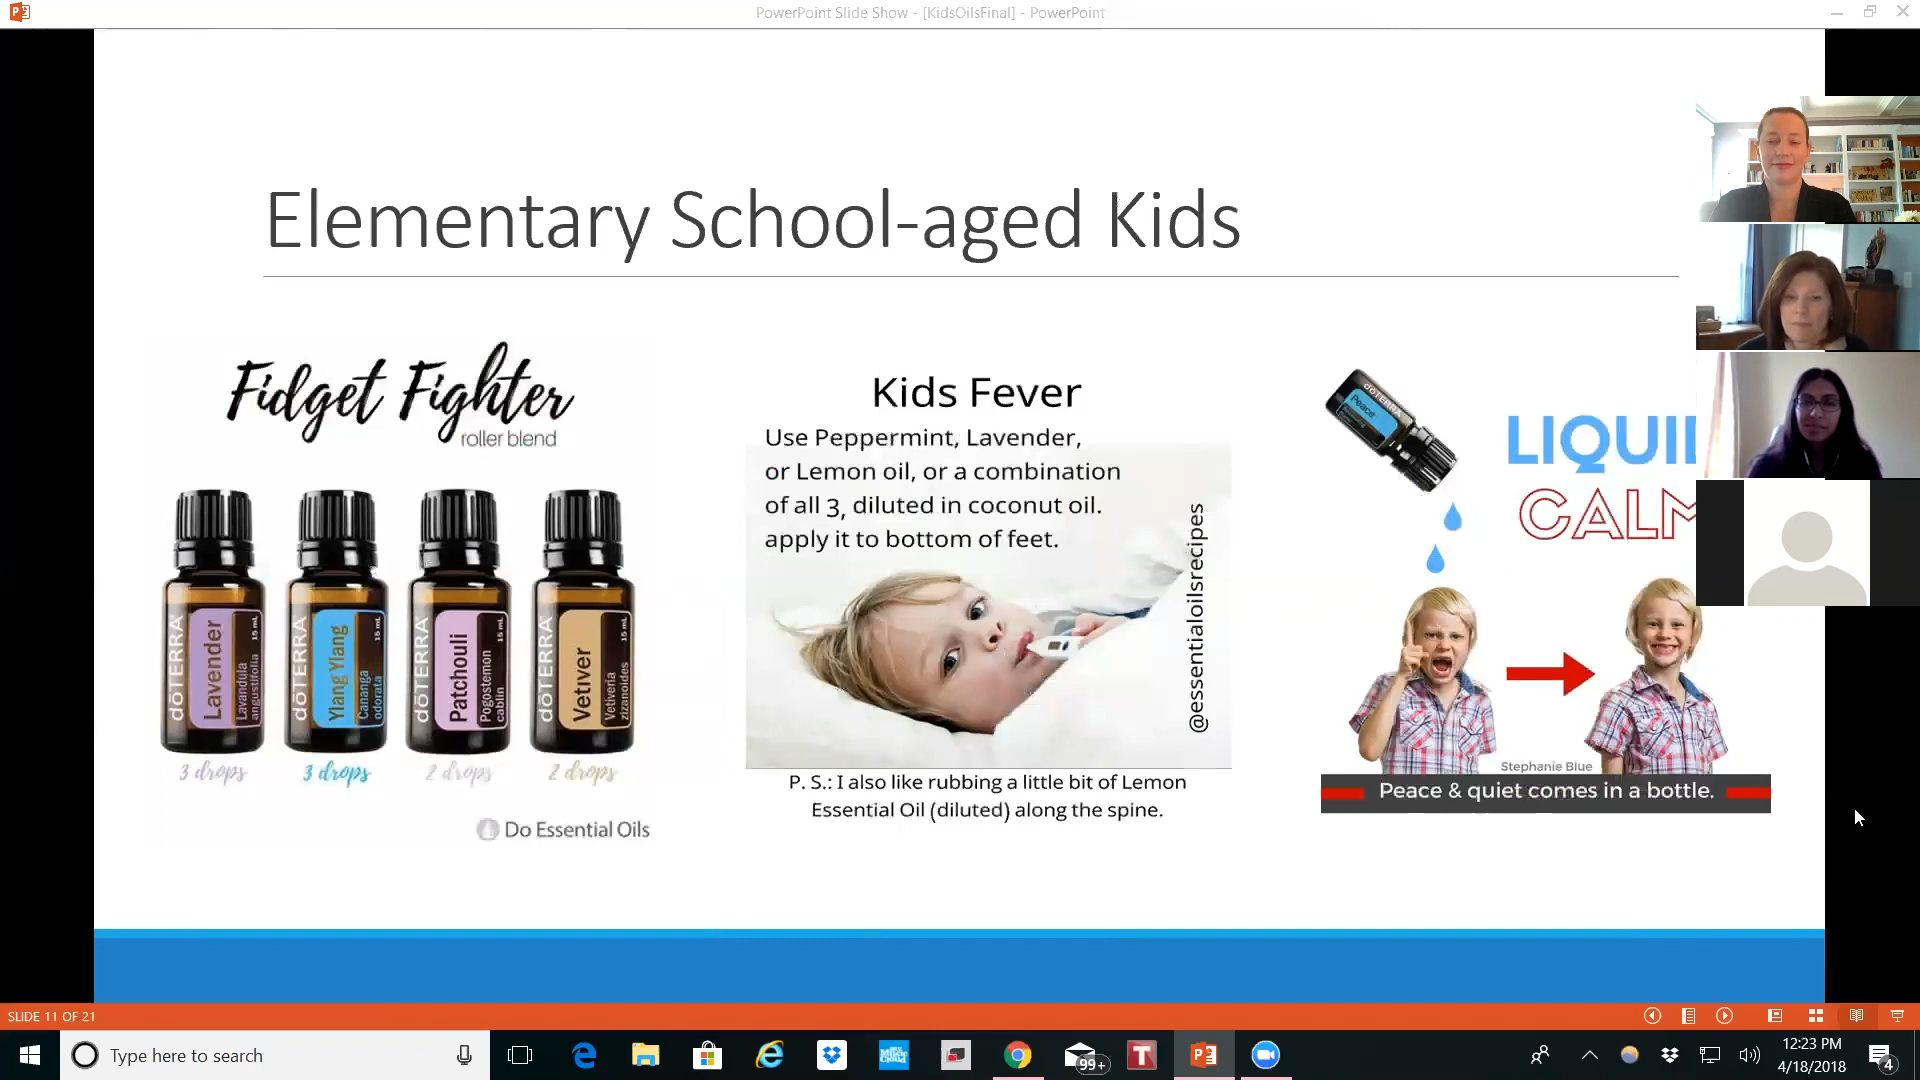 PowerPoint Slide Show - [KidsOilsFinal] - PowerPoint
Elementary School-aged Kids
Fidget Fighter
roller blend
dōTERRA
Lavender
Lavandula
angustifolia
15 mL
dōTERRA
Ylang Ylang
Cananga
odorata
15 mL
dōTERRA
Patchouli
Pogostemon
cablin
15 mL
dōTERRA
Vetiver
Vetiveria
zizanoides
15 mL
3 drops
3 drops
2 drops
2 drops
Do Essential Oils
Kids Fever
Use Peppermint, Lavender,
or Lemon oil, or a combination
of all 3, diluted in coconut oil.
apply it to bottom of feet.
@essentialoilsrecipes
P. S.: I also like rubbing a little bit of Lemon
Essential Oil (diluted) along the spine.
dōTERRA
Peace
LIQUI
CALM
Stephanie Blue
Peace & quiet comes in a bottle.
SLIDE 11 OF 21
Type here to search
99+
12:23 PM
4/18/2018
4